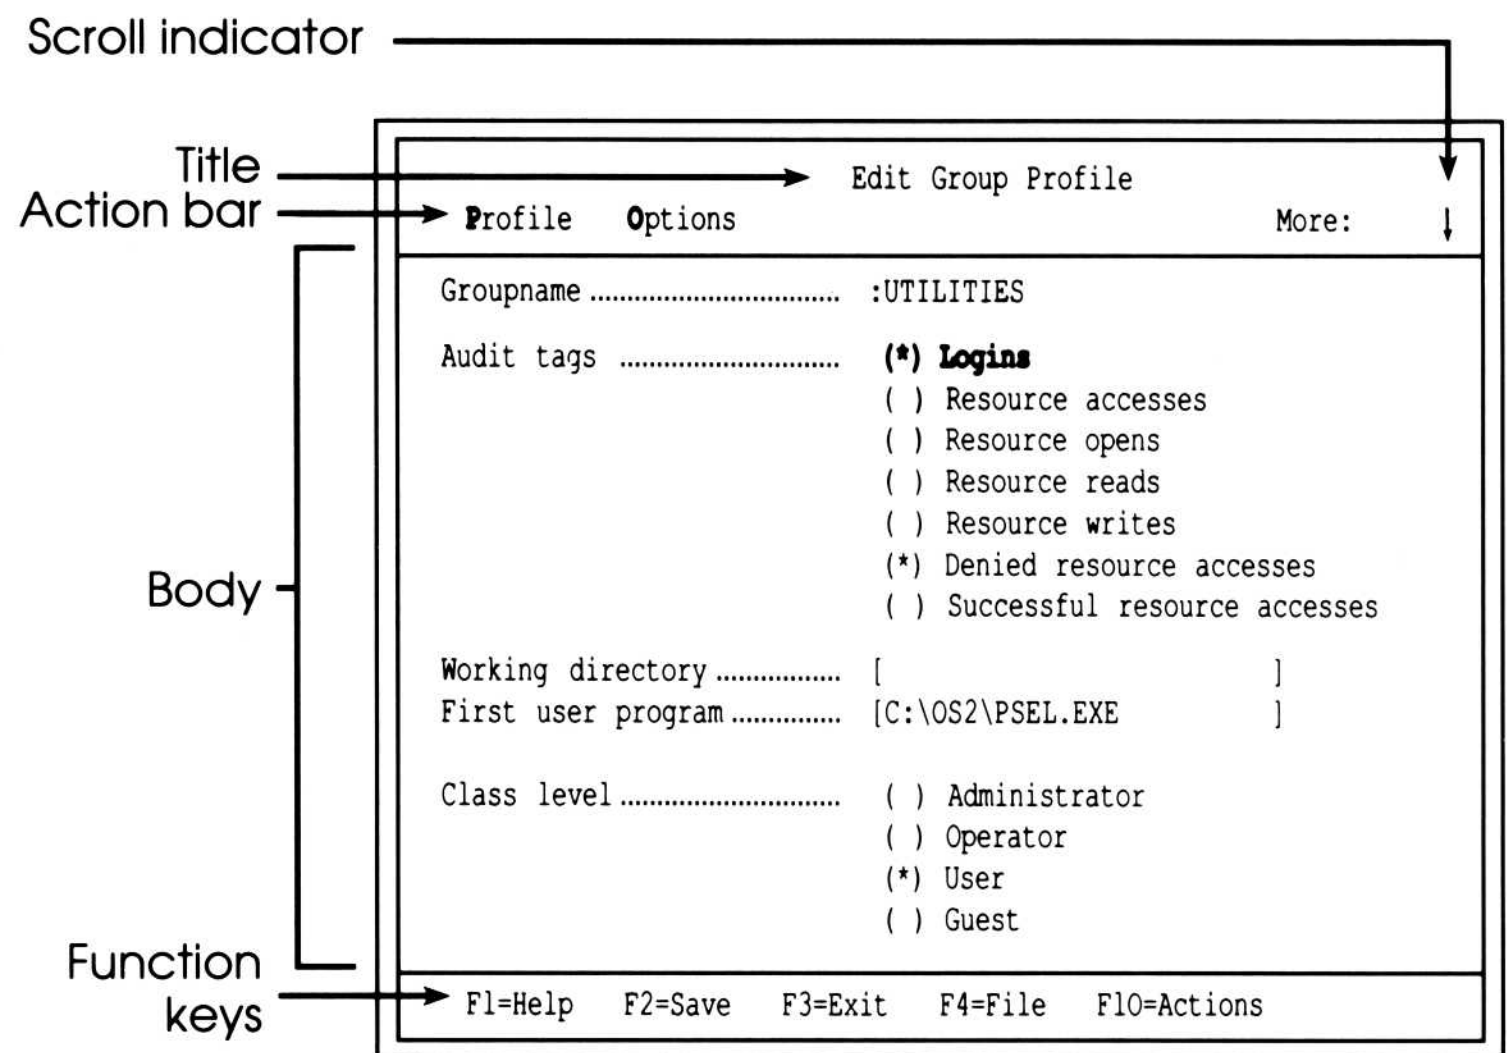 Scroll indicator
Title
Edit Group Profile
Action bar
Profile Options More:
Groupname ................................ :UTILITIES
Audit tags ............................ (*) Logins
( ) Resource accesses
( ) Resource opens
( ) Resource reads
( ) Resource writes
(*) Denied resource accesses
Body
( ) Successful resource accesses
Working directory ................ [ ]
First user program .............. [C:\OS2\PSEL.EXE ]
Class level ............................ ( ) Administrator
( ) Operator
(*) User
( ) Guest
Function
keys
F1=Help F2=Save F3=Exit F4=File F10=Actions